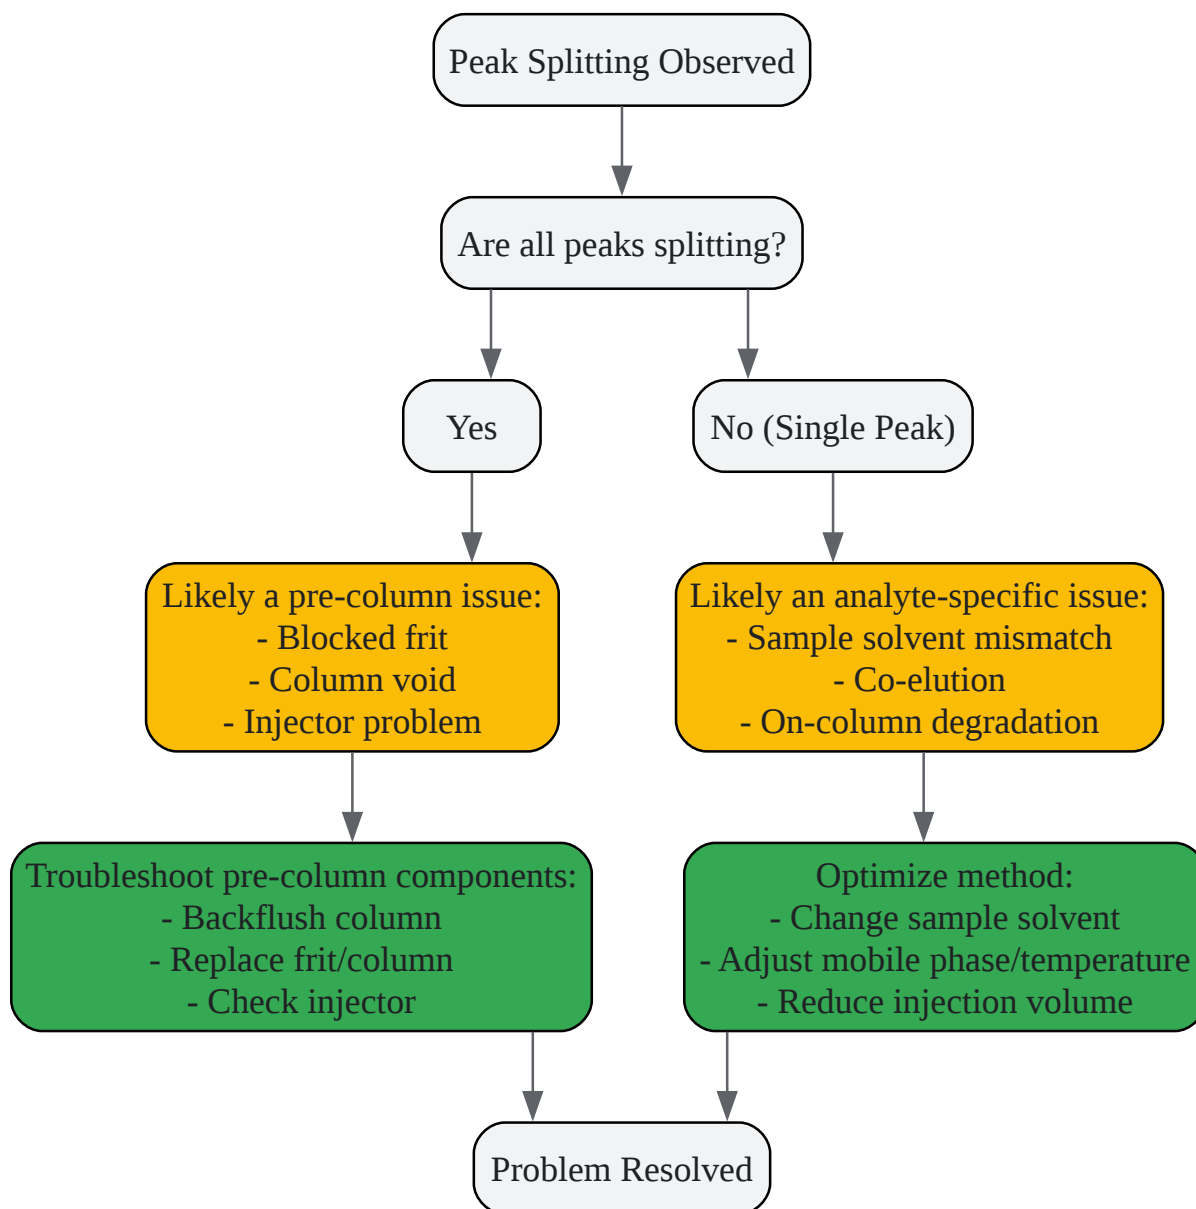 Peak Splitting Observed
Are all peaks splitting?
Yes
No (Single Peak)
Likely a pre-column issue:
- Blocked frit
- Column void
- Injector problem
Likely an analyte-specific issue:
- Sample solvent mismatch
- Co-elution
- On-column degradation
Troubleshoot pre-column components:
- Backflush column
- Replace frit/column
- Check injector
Optimize method:
- Change sample solvent
- Adjust mobile phase/temperature
- Reduce injection volume
Problem Resolved